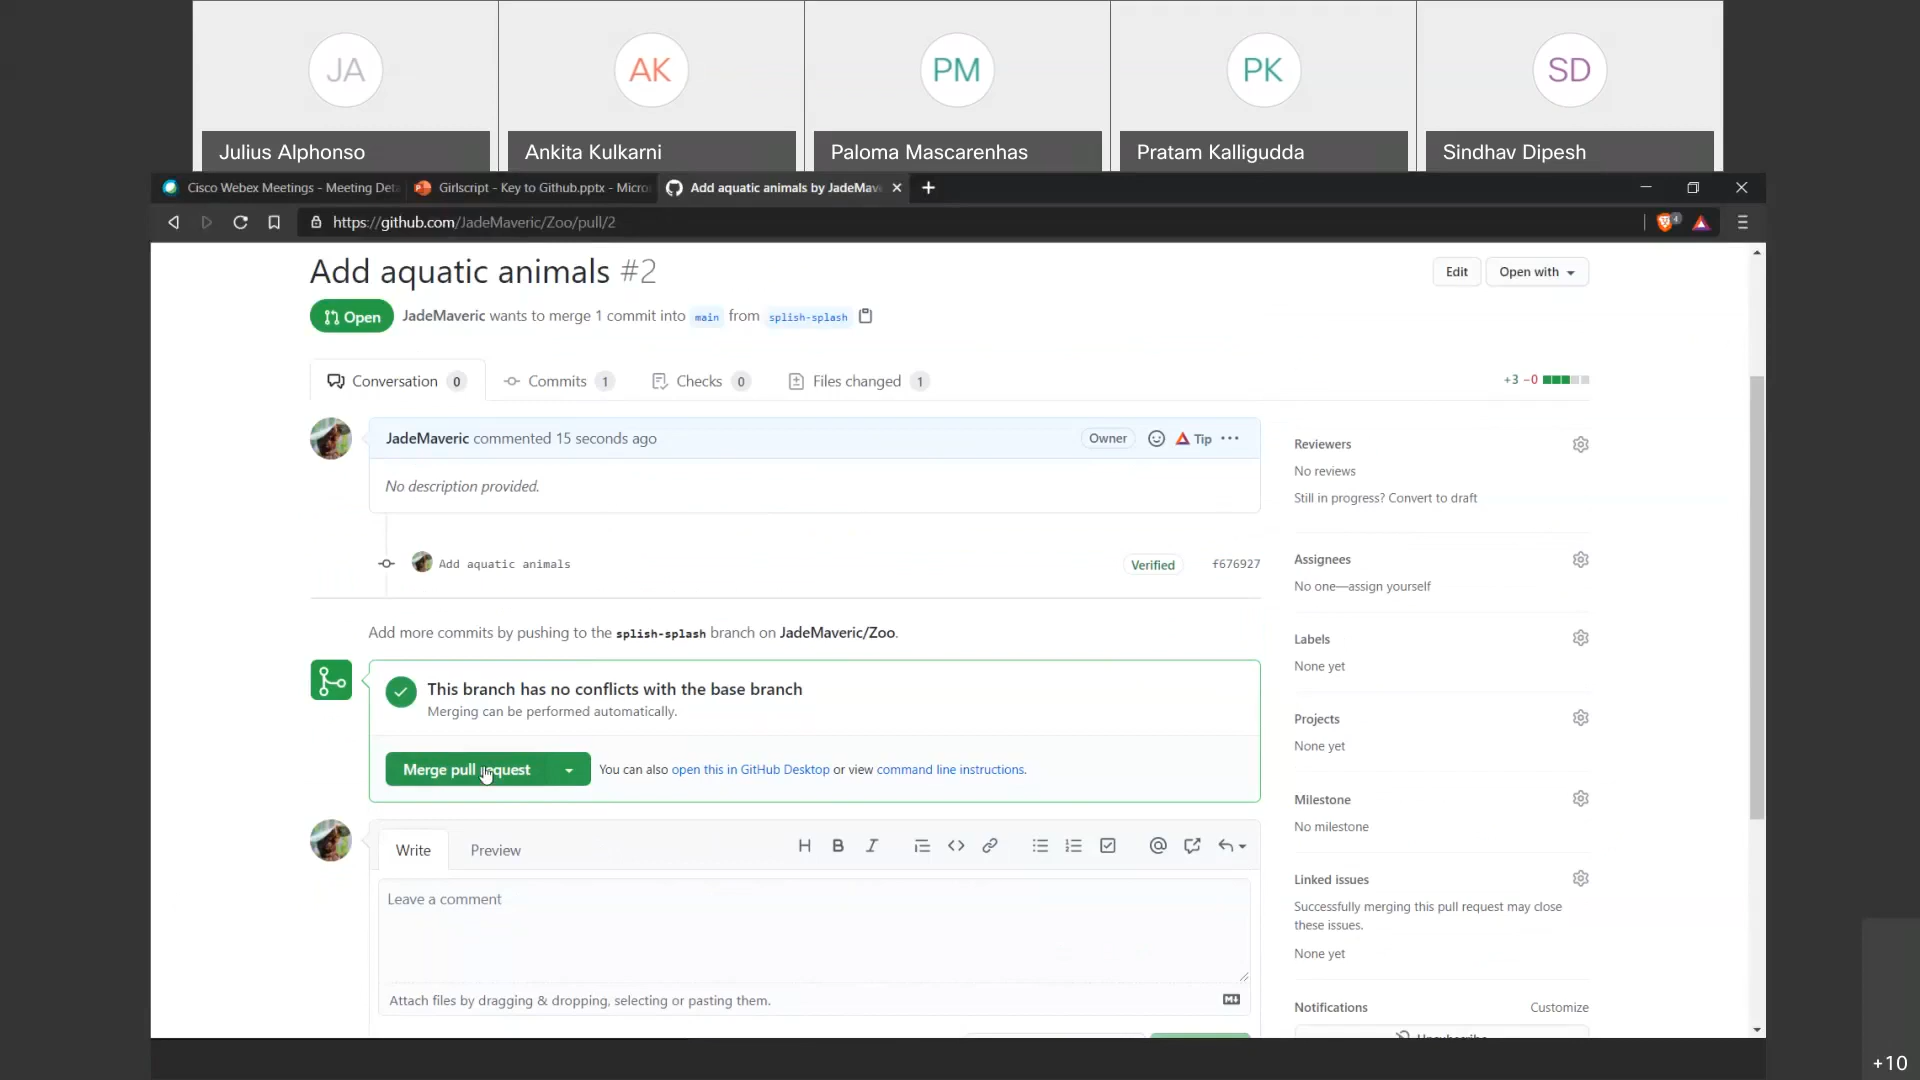 JA
AK
PM
PK
SD
Julius Alphonso
Ankita Kulkarni
Paloma Mascarenhas
Pratam Kalligudda
Sindhav Dipesh
Cisco Webex Meetings - Meeting Det
Girlscript - Key to Github.pptx - Micro
Add aquatic animals by JadeMav
https://github.com/JadeMaveric/Zoo/pull/2
4
Add aquatic animals #2
Edit
Open with
Open
JadeMaveric wants to merge 1 commit into main from splish-splash
Conversation 0
Commits 1
Checks 0
Files changed 1
+3 −0
JadeMaveric commented 15 seconds ago
Owner
Tip
No description provided.
Add aquatic animals
Verified
f676927
Add more commits by pushing to the splish-splash branch on JadeMaveric/Zoo.
This branch has no conflicts with the base branch
Merging can be performed automatically.
Merge pull request
You can also open this in GitHub Desktop or view command line instructions.
Write
Preview
H B I
Leave a comment
Attach files by dragging & dropping, selecting or pasting them.
Reviewers
No reviews
Still in progress? Convert to draft
Assignees
No one—assign yourself
Labels
None yet
Projects
None yet
Milestone
No milestone
Linked issues
Successfully merging this pull request may close
these issues.
None yet
Notifications
Customize
+10